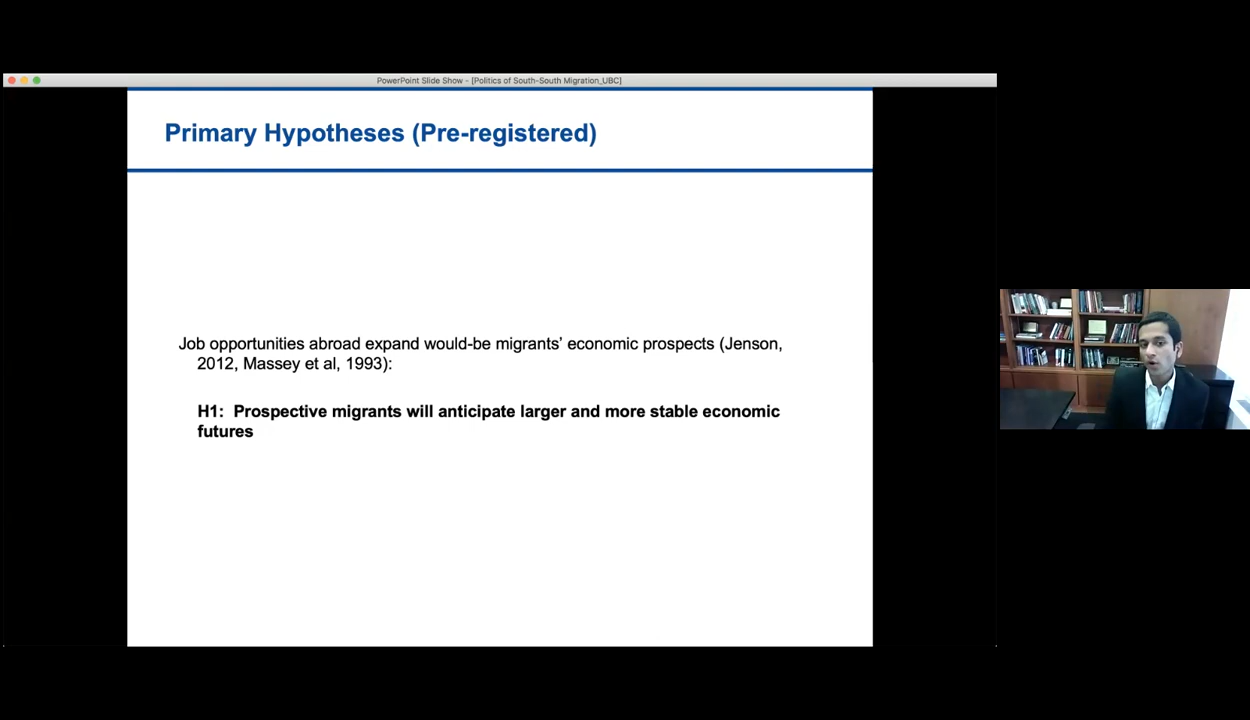 PowerPoint Slide Show - [Politics of South-South Migration_UBC]
Primary Hypotheses (Pre-registered)
Job opportunities abroad expand would-be migrants’ economic prospects (Jenson,
2012, Massey et al, 1993):
H1:  Prospective migrants will anticipate larger and more stable economic
futures